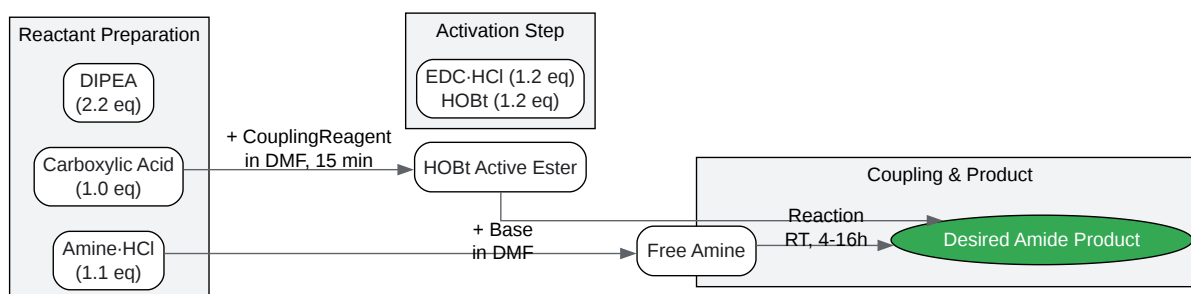 Reactant Preparation
DIPEA
(2.2 eq)
Carboxylic Acid
(1.0 eq)
Amine·HCl
(1.1 eq)
Activation Step
EDC·HCl (1.2 eq)
HOBt (1.2 eq)
+ CouplingReagent
in DMF, 15 min
HOBt Active Ester
+ Base
in DMF
Free Amine
Coupling & Product
Reaction
RT, 4-16h
Desired Amide Product